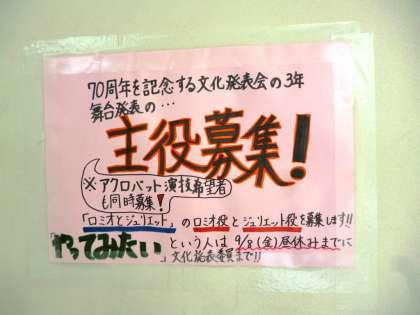 70周年を記念する文化発表会の3年
舞台発表の…
主役募集!
※アクロバット演技希望者
も同時募集!
「ロミオとジュリエット」のロミオ役とジュリエット役を募集します!!
「やってみたい」という人は9/8(金)昼休みまでに
文化発表委員まで!!